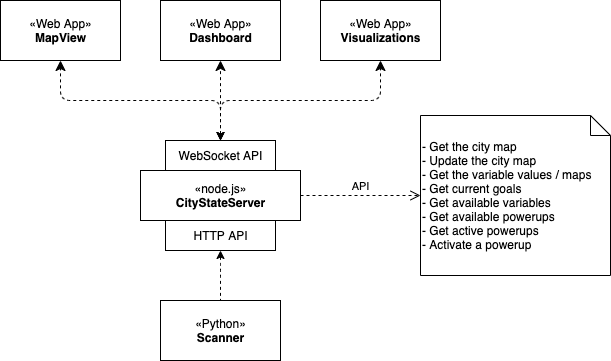 «Web App»
MapView
«Web App»
Dashboard
«Web App»
Visualizations
WebSocket API
«node.js»
CityStateServer
HTTP API
API
- Get the city map
- Update the city map
- Get the variable values / maps
- Get current goals
- Get available variables
- Get available powerups
- Get active powerups
- Activate a powerup
«Python»
Scanner